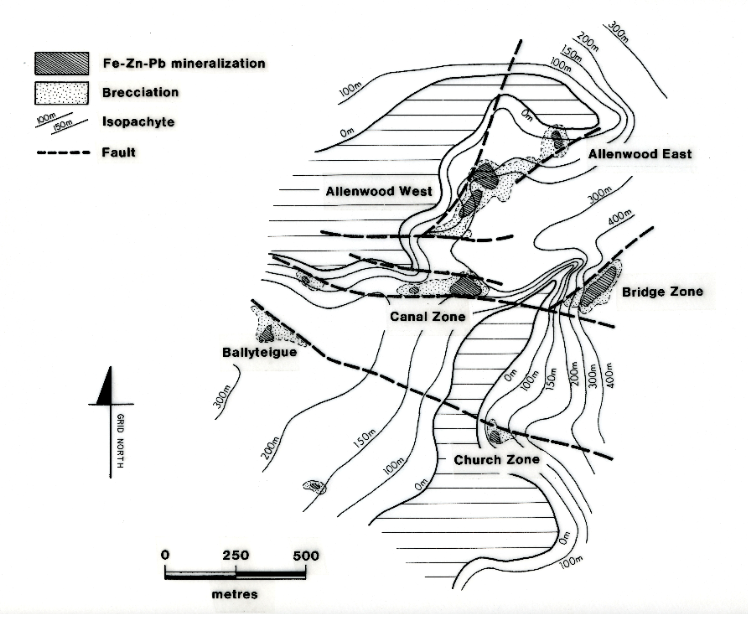 Fe-Zn-Pb mineralization
Brecciation
100m
150m
Isopachyte
Fault
300m
200m
150m
100m
100m
0m
0m
Allenwood East
Allenwood West
300m
400m
Bridge Zone
Canal Zone
Ballyteigue
300m
200m
150m
100m
0m
0m
100m
150m
200m
300m
400m
Church Zone
GRID NORTH
0m
100m
0 250 500
metres